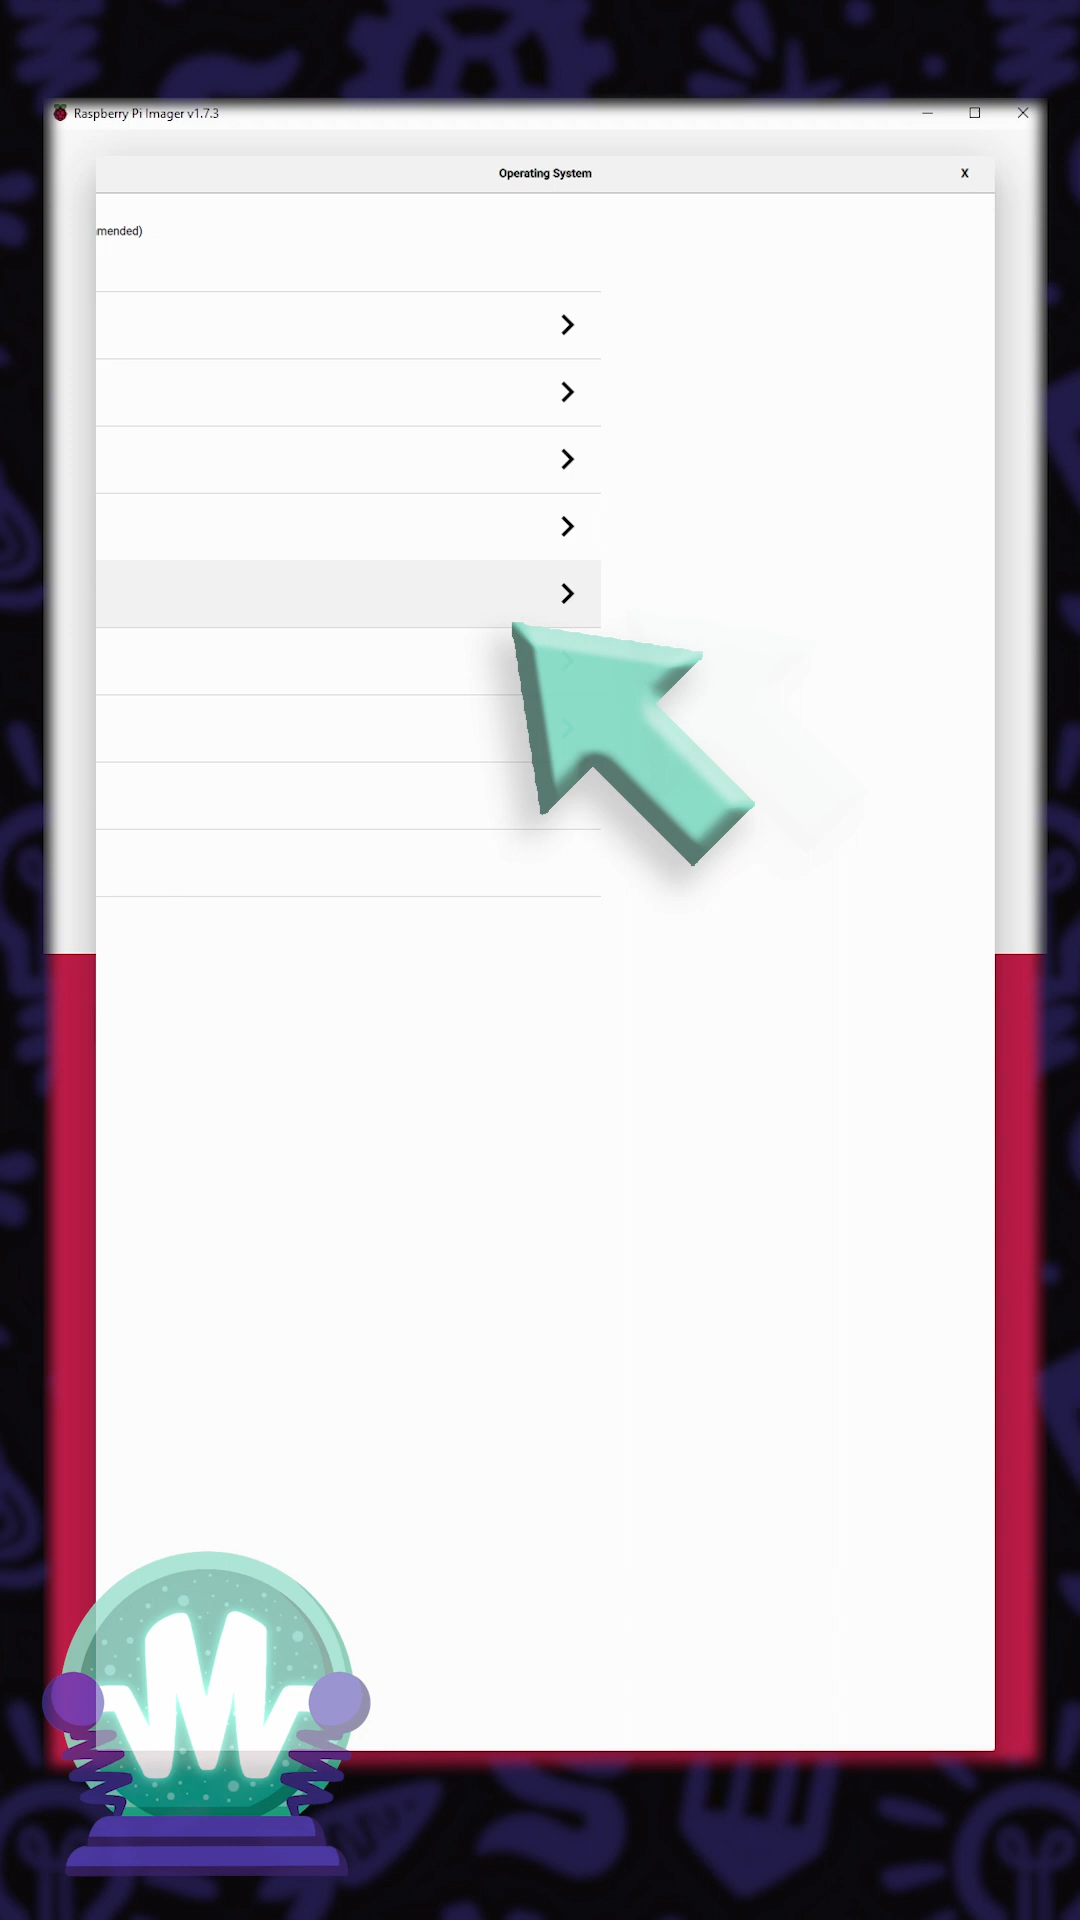 Raspberry Pi Imager v1.7.3
Operating System
X
mended)